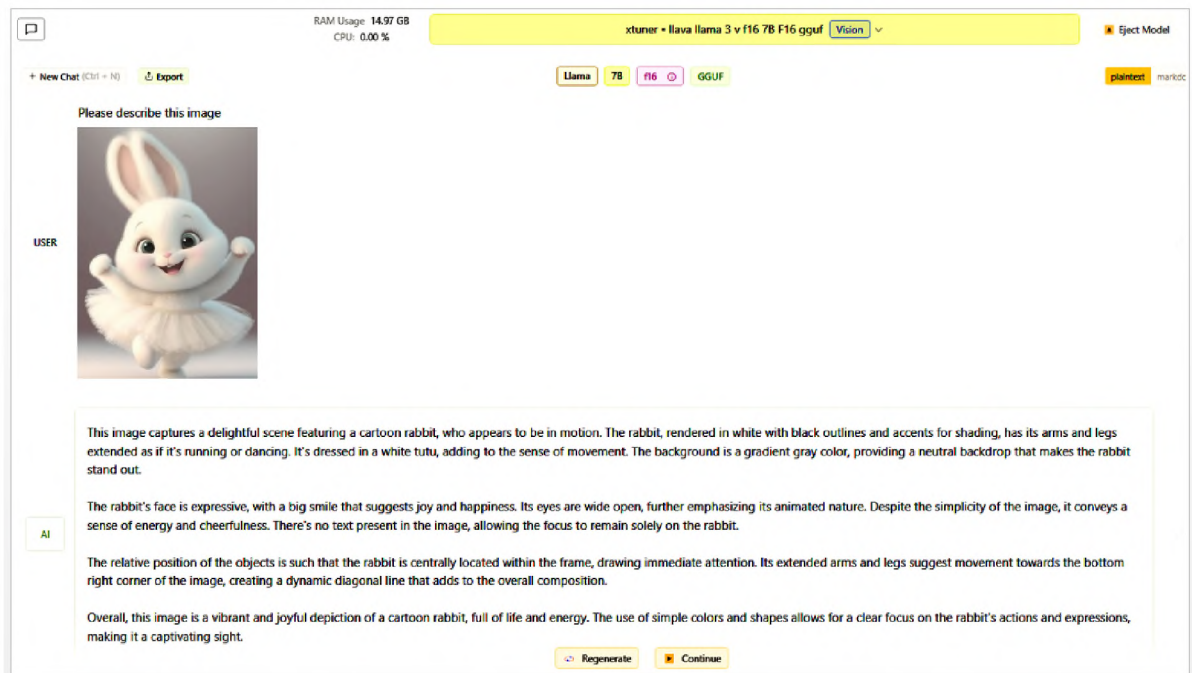 RAM Usage 14.97 GB
CPU: 0.00 %
xtuner • llava llama 3 v f16 7B F16 gguf Vision
Eject Model
+ New Chat (Ctrl + N) Export
Llama 7B f16 GGUF
plaintext markdc
Please describe this image
USER
This image captures a delightful scene featuring a cartoon rabbit, who appears to be in motion. The rabbit, rendered in white with black outlines and accents for shading, has its arms and legs
extended as if it's running or dancing. It's dressed in a white tutu, adding to the sense of movement. The background is a gradient gray color, providing a neutral backdrop that makes the rabbit
stand out.
The rabbit's face is expressive, with a big smile that suggests joy and happiness. Its eyes are wide open, further emphasizing its animated nature. Despite the simplicity of the image, it conveys a
sense of energy and cheerfulness. There's no text present in the image, allowing the focus to remain solely on the rabbit.
AI
The relative position of the objects is such that the rabbit is centrally located within the frame, drawing immediate attention. Its extended arms and legs suggest movement towards the bottom
right corner of the image, creating a dynamic diagonal line that adds to the overall composition.
Overall, this image is a vibrant and joyful depiction of a cartoon rabbit, full of life and energy. The use of simple colors and shapes allows for a clear focus on the rabbit's actions and expressions,
making it a captivating sight.
Regenerate Continue